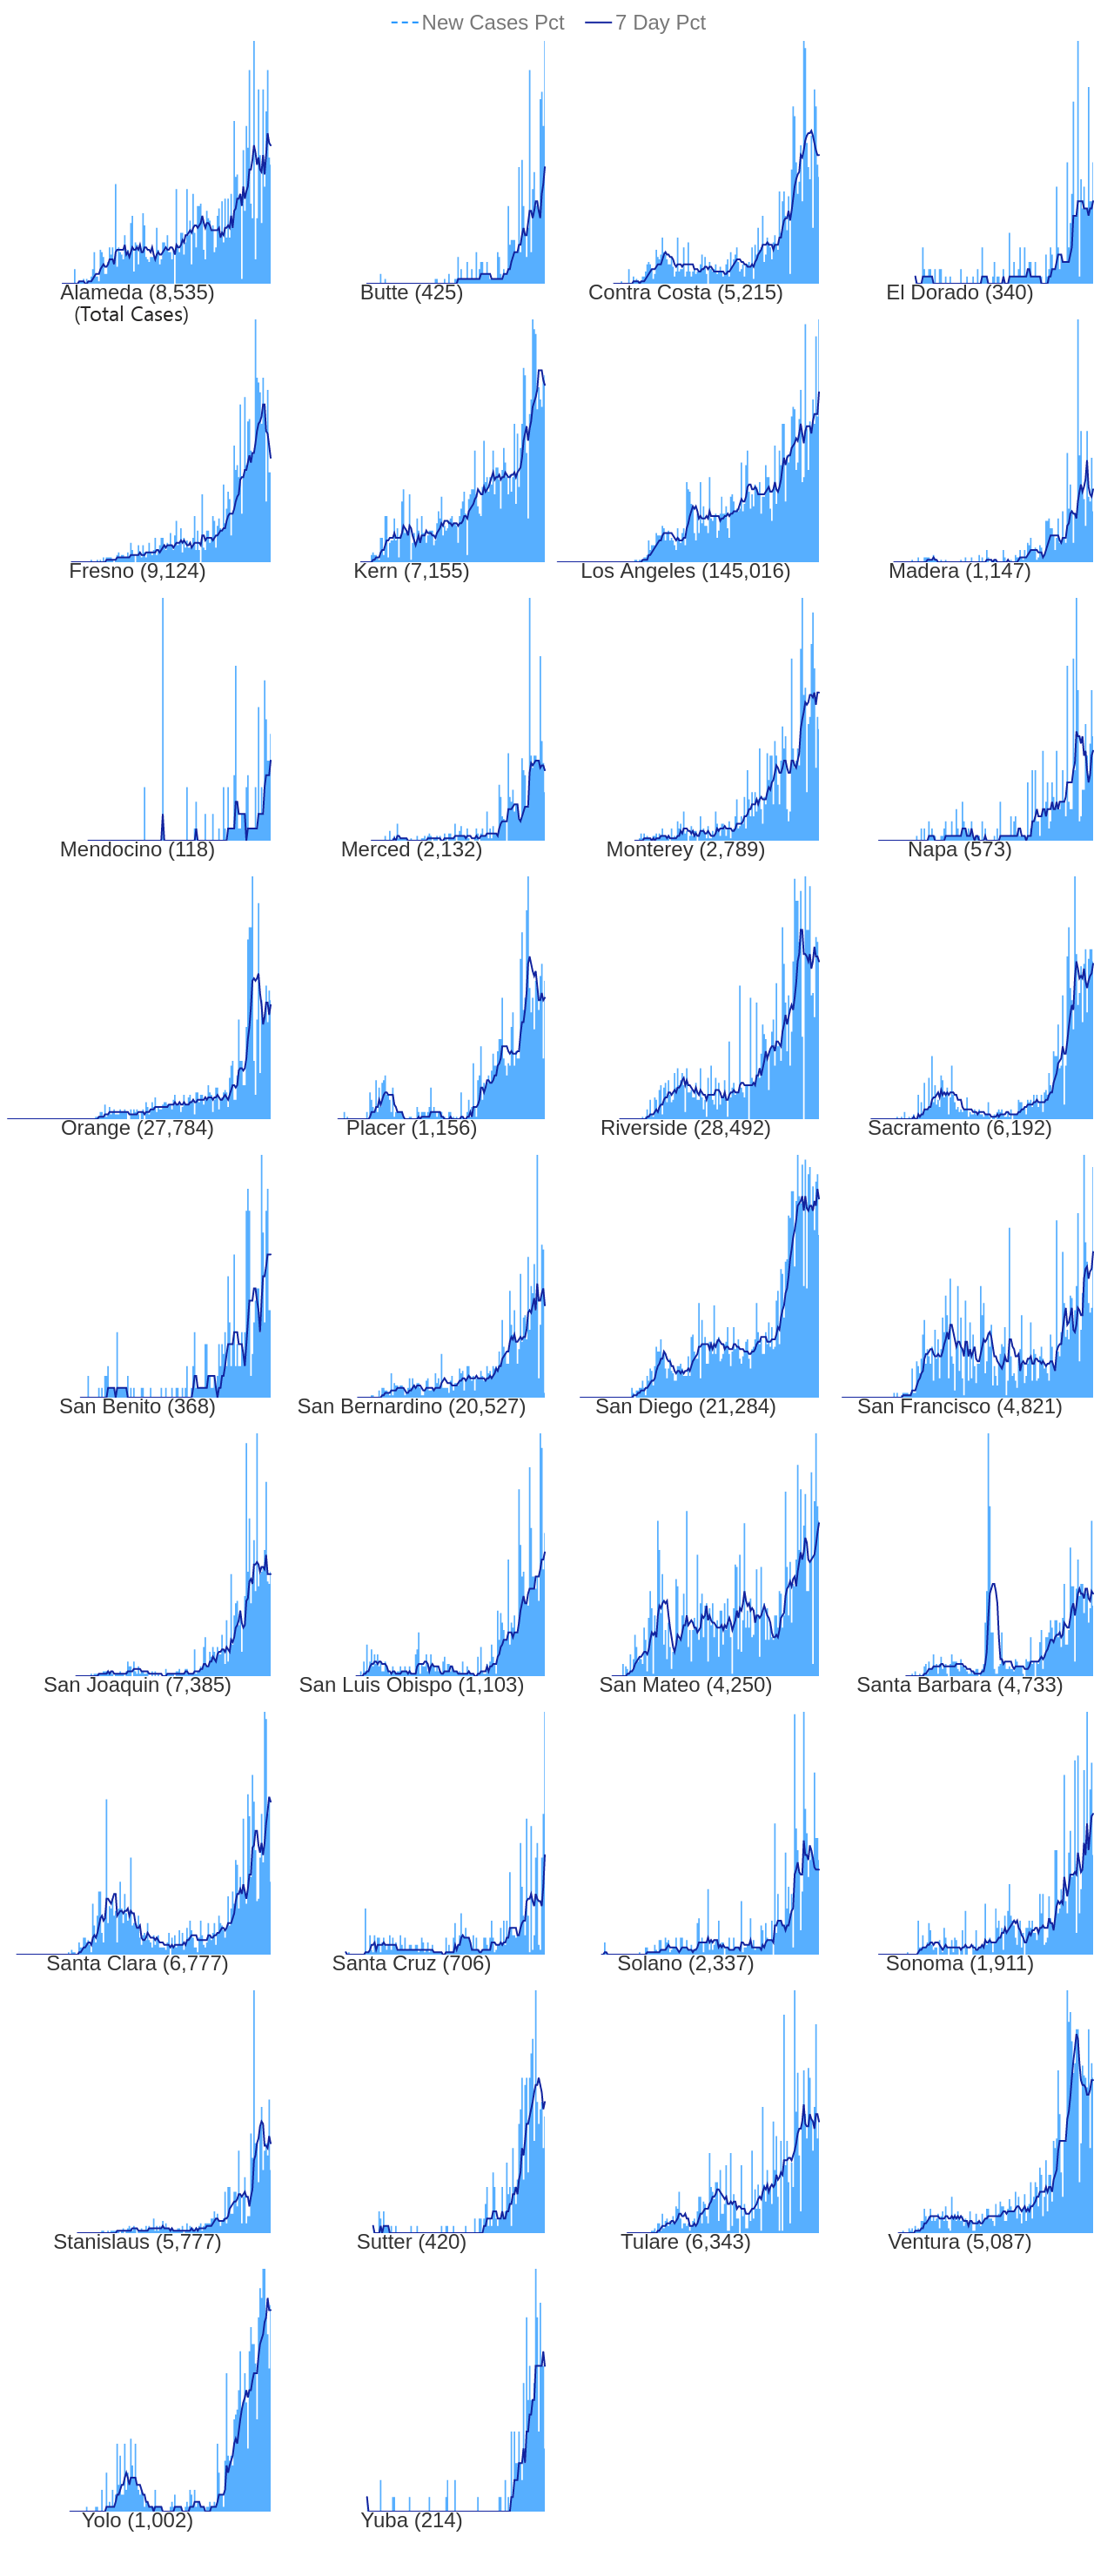 New Cases Pct 7 Day Pct
Alameda (8,535) Butte (425) Contra Costa (5,215) El Dorado (340)
(Total Cases)
Fresno (9,124) Kern (7,155) Los Angeles (145,016) Madera (1,147)
Mendocino (118) Merced (2,132) Monterey (2,789) Napa (573)
Orange (27,784) Placer (1,156) Riverside (28,492) Sacramento (6,192)
San Benito (368) San Bernardino (20,527) San Diego (21,284) San Francisco (4,821)
San Joaquin (7,385) San Luis Obispo (1,103) San Mateo (4,250) Santa Barbara (4,733)
Santa Clara (6,777) Santa Cruz (706) Solano (2,337) Sonoma (1,911)
Stanislaus (5,777) Sutter (420) Tulare (6,343) Ventura (5,087)
Yolo (1,002) Yuba (214)